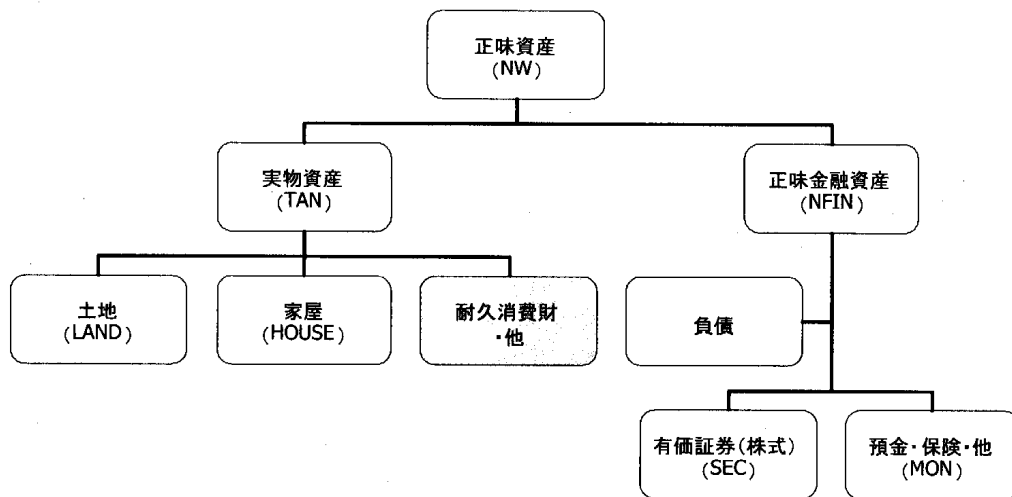 正味資産
(NW)
実物資産
(TAN)
正味金融資産
(NFIN)
土地
(LAND)
家屋
(HOUSE)
耐久消費財
・他
負債
有価証券(株式)
(SEC)
預金・保険・他
(MON)